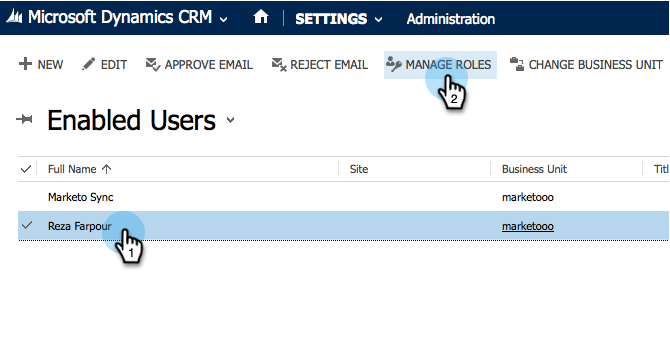 Microsoft Dynamics CRM SETTINGS Administration
NEW EDIT APPROVE EMAIL REJECT EMAIL MANAGE ROLES CHANGE BUSINESS UNIT
2
Enabled Users
Full Name Site Business Unit Titl
Marketo Sync marketooo
Reza Farpour marketooo
1